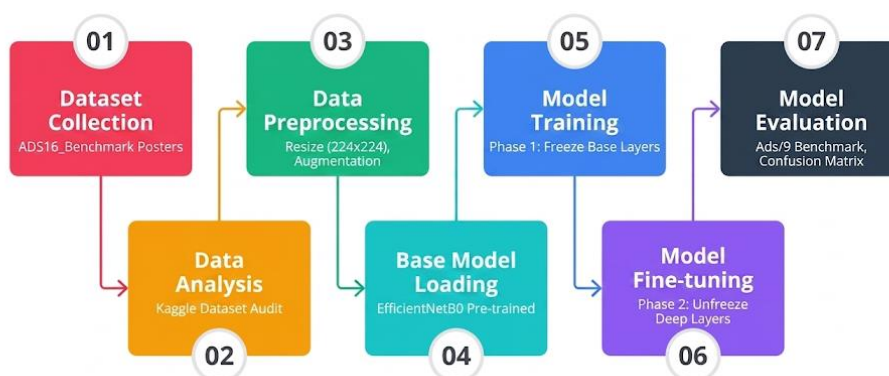 01
Dataset
Collection
ADS16_Benchmark Posters
Data
Analysis
Kaggle Dataset Audit
02
03
Data
Preprocessing
Resize (224x224),
Augmentation
Base Model
Loading
EfficientNetB0 Pre-trained
04
05
Model
Training
Phase 1: Freeze Base Layers
Model
Fine-tuning
Phase 2: Unfreeze
Deep Layers
06
07
Model
Evaluation
Ads/9 Benchmark,
Confusion Matrix